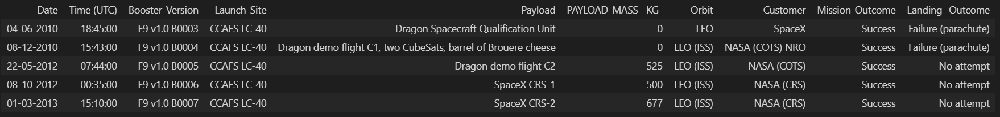 Date Time (UTC) Booster_Version Launch_Site Payload PAYLOAD_MASS__KG_ Orbit Customer Mission_Outcome Landing _Outcome
04-06-2010 18:45:00 F9 v1.0 B0003 CCAFS LC-40 Dragon Spacecraft Qualification Unit 0 LEO SpaceX Success Failure (parachute)
08-12-2010 15:43:00 F9 v1.0 B0004 CCAFS LC-40 Dragon demo flight C1, two CubeSats, barrel of Brouere cheese 0 LEO (ISS) NASA (COTS) NRO Success Failure (parachute)
22-05-2012 07:44:00 F9 v1.0 B0005 CCAFS LC-40 Dragon demo flight C2 525 LEO (ISS) NASA (COTS) Success No attempt
08-10-2012 00:35:00 F9 v1.0 B0006 CCAFS LC-40 SpaceX CRS-1 500 LEO (ISS) NASA (CRS) Success No attempt
01-03-2013 15:10:00 F9 v1.0 B0007 CCAFS LC-40 SpaceX CRS-2 677 LEO (ISS) NASA (CRS) Success No attempt